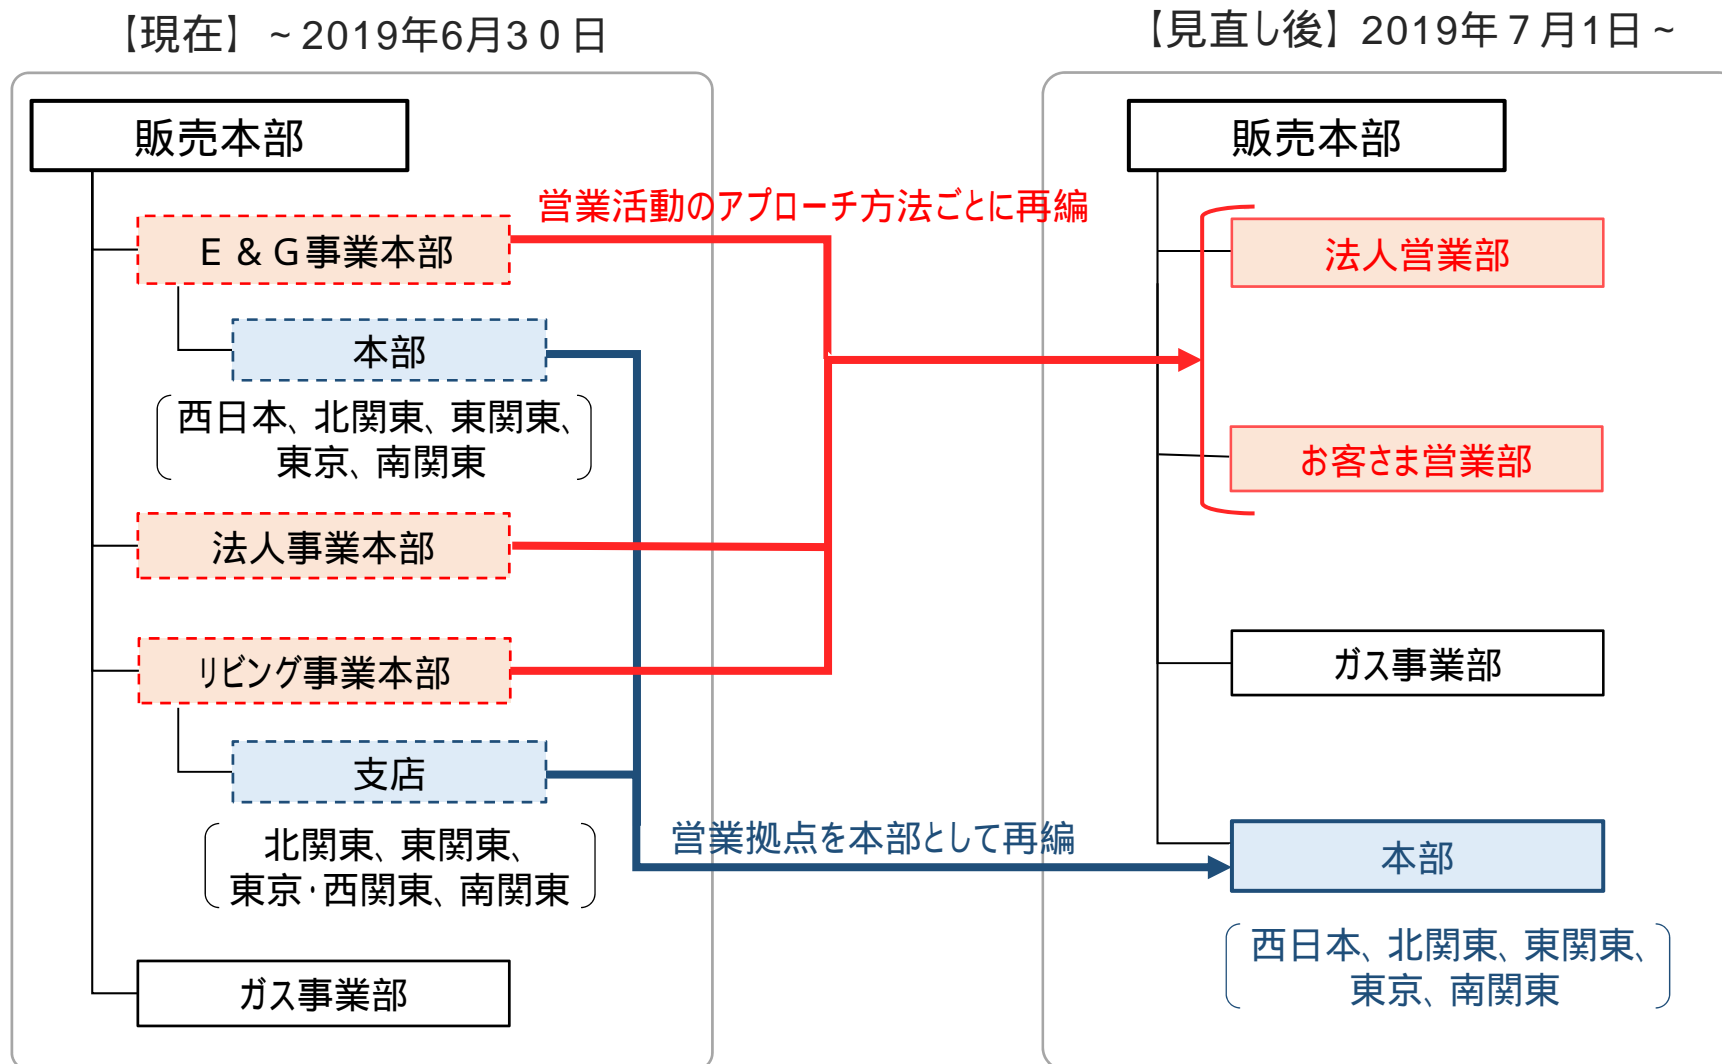 【現在】 ~ 2019年6月３０日
販売本部
営業活動のアプローチ方法ごとに再編
Ｅ＆Ｇ事業本部
本部
西日本、北関東、東関東、
東京、南関東
法人事業本部
リビング事業本部
支店
北関東、東関東、
東京・西関東、南関東
営業拠点を本部として再編
ガス事業部
【見直し後】 2019年７月1日 ~
販売本部
法人営業部
お客さま営業部
ガス事業部
本部
西日本、北関東、東関東、
東京、南関東